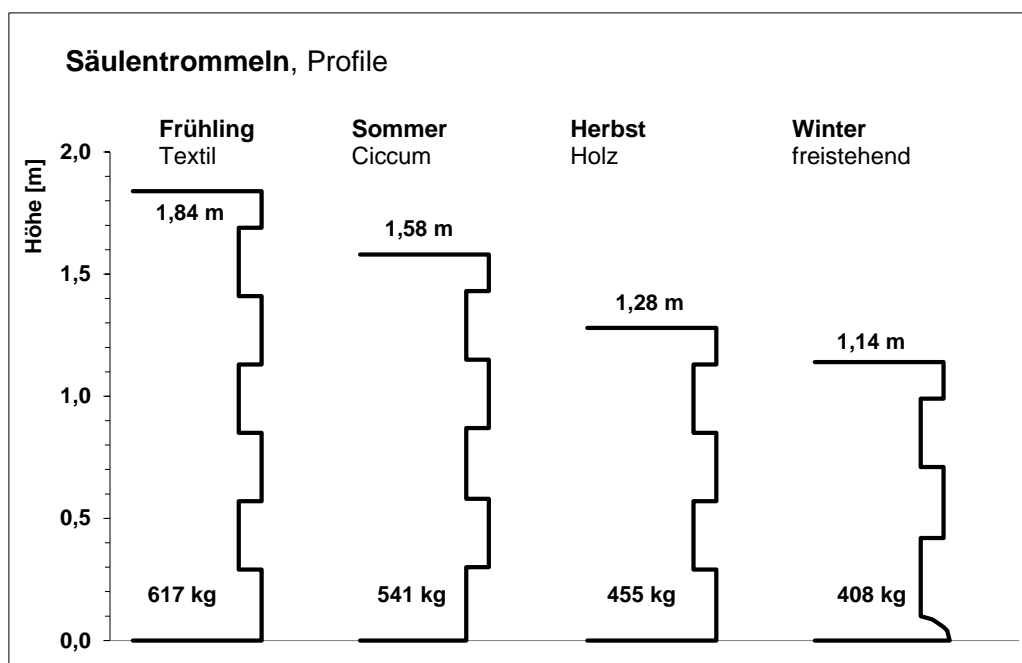 Säulentrommeln, Profile
Frühling Sommer Herbst Winter
Textil Ciccum Holz freistehend
Höhe [m]
2,0
1,84 m
1,58 m
1,5
1,28 m
1,14 m
1,0
0,5
617 kg 541 kg 455 kg 408 kg
0,0